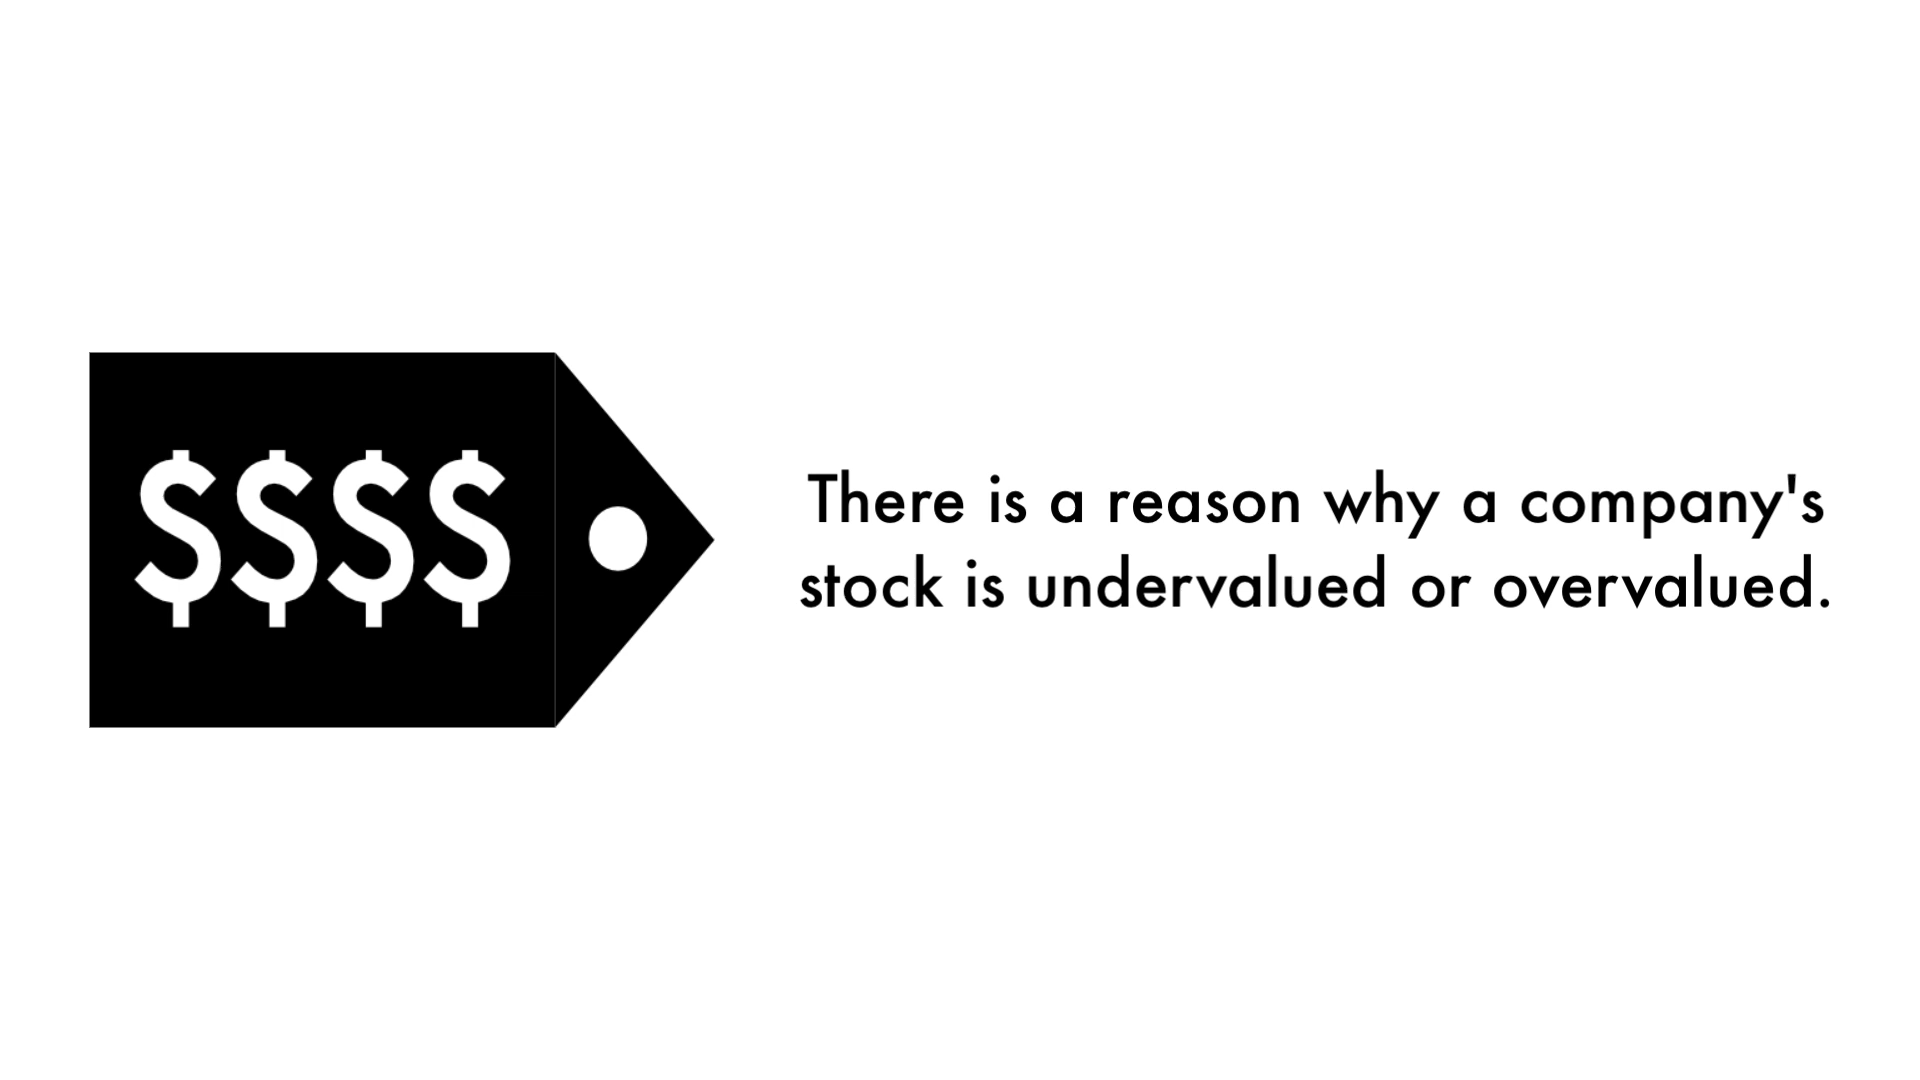 $$$$
There is a reason why a company's
stock is undervalued or overvalued.